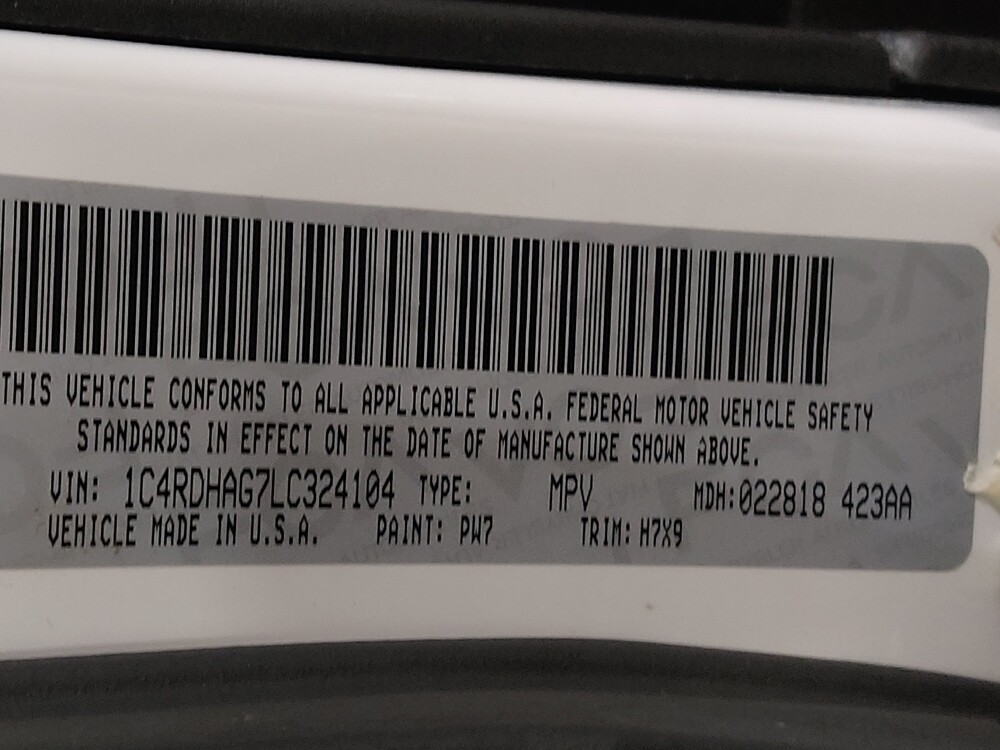 THIS VEHICLE CONFORMS TO ALL APPLICABLE U.S.A. FEDERAL MOTOR VEHICLE SAFETY
STANDARDS IN EFFECT ON THE DATE OF MANUFACTURE SHOWN ABOVE.
VIN: 1C4RDHAG7LC324104 TYPE: MPV MDH:022818 423AA
VEHICLE MADE IN U.S.A. PAINT: PW7 TRIM: H7X9